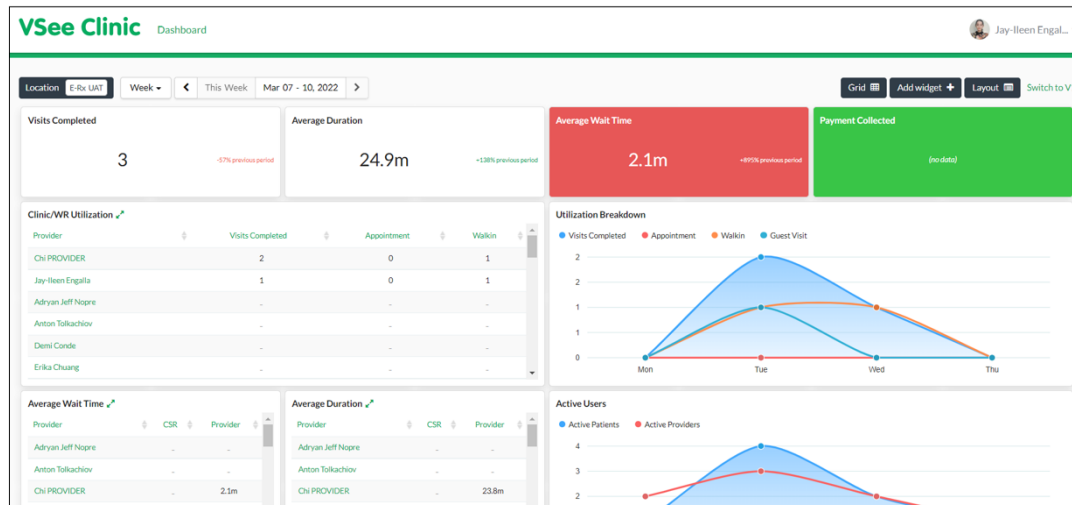 VSee Clinic Dashboard Jay-Ileen Engal...
Location E-Rx UAT Week This Week Mar 07 - 10, 2022 Grid Add widget Layout Switch to V
Visits Completed Average Duration Average Wait Time Payment Collected
3 -57% previous period 24.9m +138% previous period 2.1m +895% previous period (no data)
Clinic/WR Utilization
Provider Visits Completed Appointment Walkin
Chi PROVIDER 2 0 1
Jay-Ileen Engalla 1 0 1
Adryan Jeff Nopre - - -
Anton Tolkachiov - - -
Demi Conde - - -
Erika Chuang - - -
Utilization Breakdown
Visits Completed Appointment Walkin Guest Visit
2
2
1
1
0
Mon Tue Wed Thu
Average Wait Time
Provider CSR Provider
Adryan Jeff Nopre - -
Anton Tolkachiov - -
Chi PROVIDER - 2.1m
Average Duration
Provider CSR Provider
Adryan Jeff Nopre - -
Anton Tolkachiov - -
Chi PROVIDER - 23.8m
Active Users
Active Patients Active Providers
4
3
2